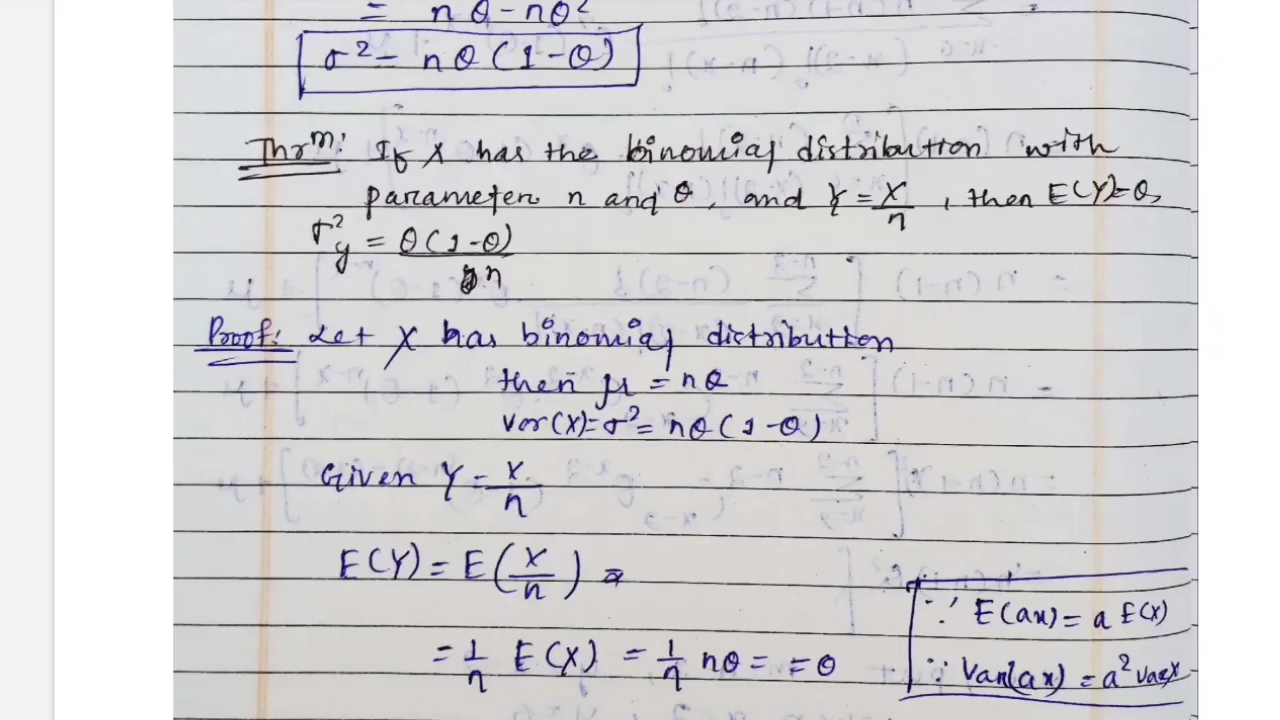 = nθ-nθ²
σ² = nθ(1-θ)
Thrm: If X has the binomial distribution with
parameter n and θ, and Y = X/n, then E(Y)=θ,
σ²y = θ(1-θ)/n
Proof: Let X has binomial distribution
then μ = nθ
var(X)=σ²= nθ(1-θ)
Given Y = X/n
E(Y) = E(X/n) =
= 1/n E(X) = 1/n nθ = = θ
∵ E(ax) = a E(X)
∵ Var(ax) = a² var x